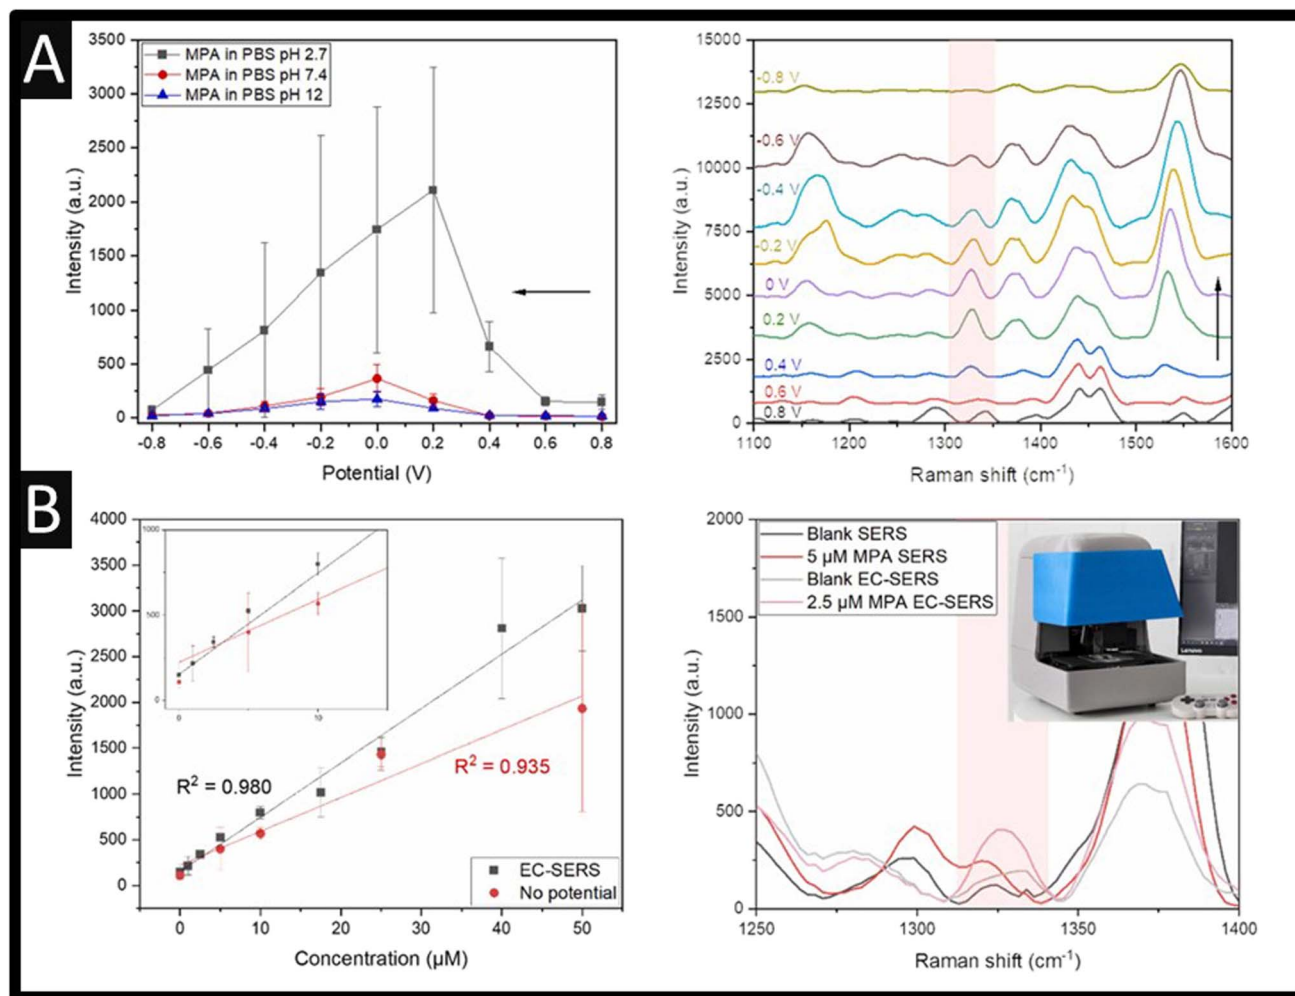 A
3500
3000
2500
2000
1500
1000
500
0
Intensity (a.u.)
MPA in PBS pH 2.7
MPA in PBS pH 7.4
MPA in PBS pH 12
-0.8 -0.6 -0.4 -0.2 0.0 0.2 0.4 0.6 0.8
Potential (V)
15000
12500
10000
7500
5000
2500
0
Intensity (a.u.)
-0.8 V
-0.6 V
-0.4 V
-0.2 V
0 V
0.2 V
0.4 V
0.6 V
0.8 V
1100 1200 1300 1400 1500 1600
Raman shift (cm⁻¹)
B
4000
3500
3000
2500
2000
1500
1000
500
0
Intensity (a.u.)
1000
500
0
0 10
R² = 0.980
R² = 0.935
EC-SERS
No potential
0 10 20 30 40 50
Concentration (µM)
2000
1500
1000
500
0
Intensity (a.u.)
Blank SERS
5 µM MPA SERS
Blank EC-SERS
2.5 µM MPA EC-SERS
Lenovo
1250 1300 1350 1400
Raman shift (cm⁻¹)